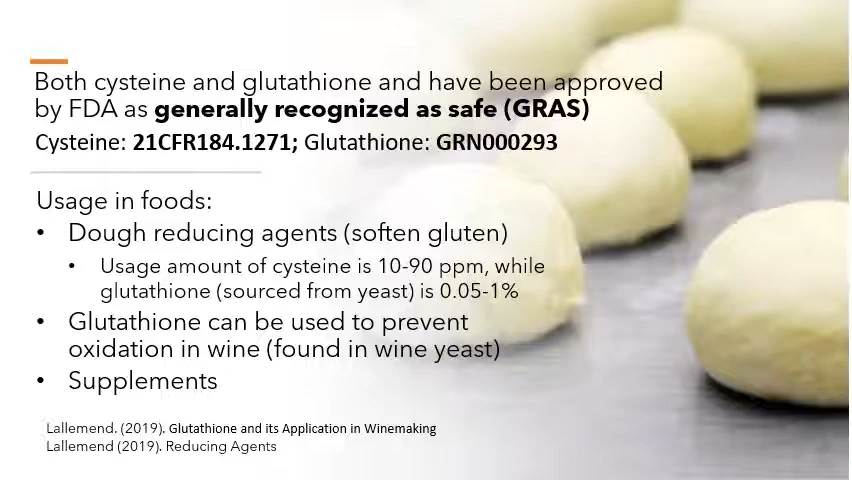 Both cysteine and glutathione and have been approved
by FDA as generally recognized as safe (GRAS)
Cysteine: 21CFR184.1271; Glutathione: GRN000293
Usage in foods:
• Dough reducing agents (soften gluten)
• Usage amount of cysteine is 10-90 ppm, while
glutathione (sourced from yeast) is 0.05-1%
• Glutathione can be used to prevent
oxidation in wine (found in wine yeast)
• Supplements
Lallemend. (2019). Glutathione and its Application in Winemaking
Lallemend (2019). Reducing Agents